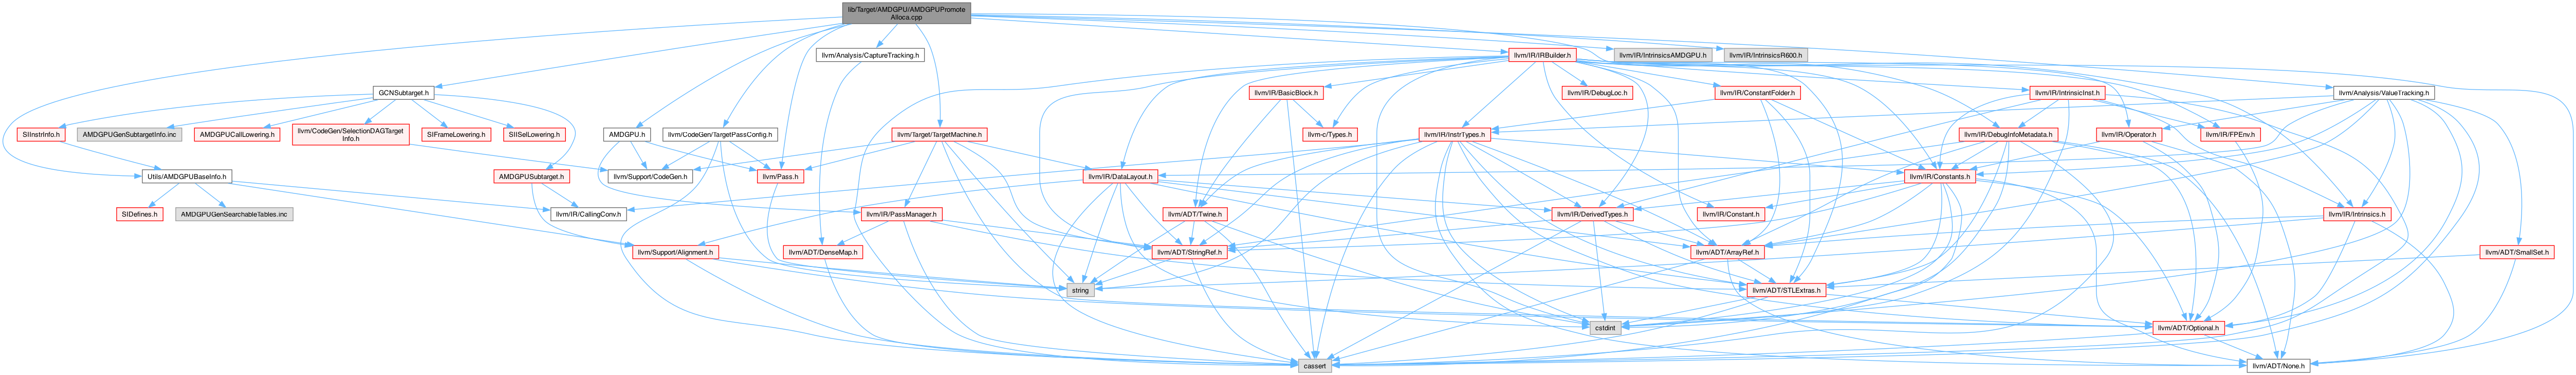 lib/Target/AMDGPU/AMDGPUPromote
Alloca.cpp
llvm/Analysis/CaptureTracking.h
llvm/IR/IRBuilder.h
llvm/IR/IntrinsicsAMDGPU.h
llvm/IR/IntrinsicsR600.h
GCNSubtarget.h
llvm/IR/BasicBlock.h
llvm/IR/DebugLoc.h
llvm/IR/ConstantFolder.h
llvm/IR/IntrinsicInst.h
llvm/Analysis/ValueTracking.h
SIInstrInfo.h
AMDGPUGenSubtargetInfo.inc
AMDGPUCallLowering.h
llvm/CodeGen/SelectionDAGTarget
Info.h
SIFrameLowering.h
SIISelLowering.h
AMDGPU.h
llvm/CodeGen/TargetPassConfig.h
llvm/Target/TargetMachine.h
llvm-c/Types.h
llvm/IR/InstrTypes.h
llvm/IR/DebugInfoMetadata.h
llvm/IR/Operator.h
llvm/IR/FPEnv.h
Utils/AMDGPUBaseInfo.h
AMDGPUSubtarget.h
llvm/Support/CodeGen.h
llvm/Pass.h
llvm/IR/DataLayout.h
llvm/IR/Constants.h
SIDefines.h
AMDGPUGenSearchableTables.inc
llvm/IR/CallingConv.h
llvm/IR/PassManager.h
llvm/ADT/Twine.h
llvm/IR/DerivedTypes.h
llvm/IR/Constant.h
llvm/IR/Intrinsics.h
llvm/Support/Alignment.h
llvm/ADT/DenseMap.h
llvm/ADT/StringRef.h
llvm/ADT/ArrayRef.h
llvm/ADT/SmallSet.h
string
llvm/ADT/STLExtras.h
cstdint
llvm/ADT/Optional.h
cassert
llvm/ADT/None.h